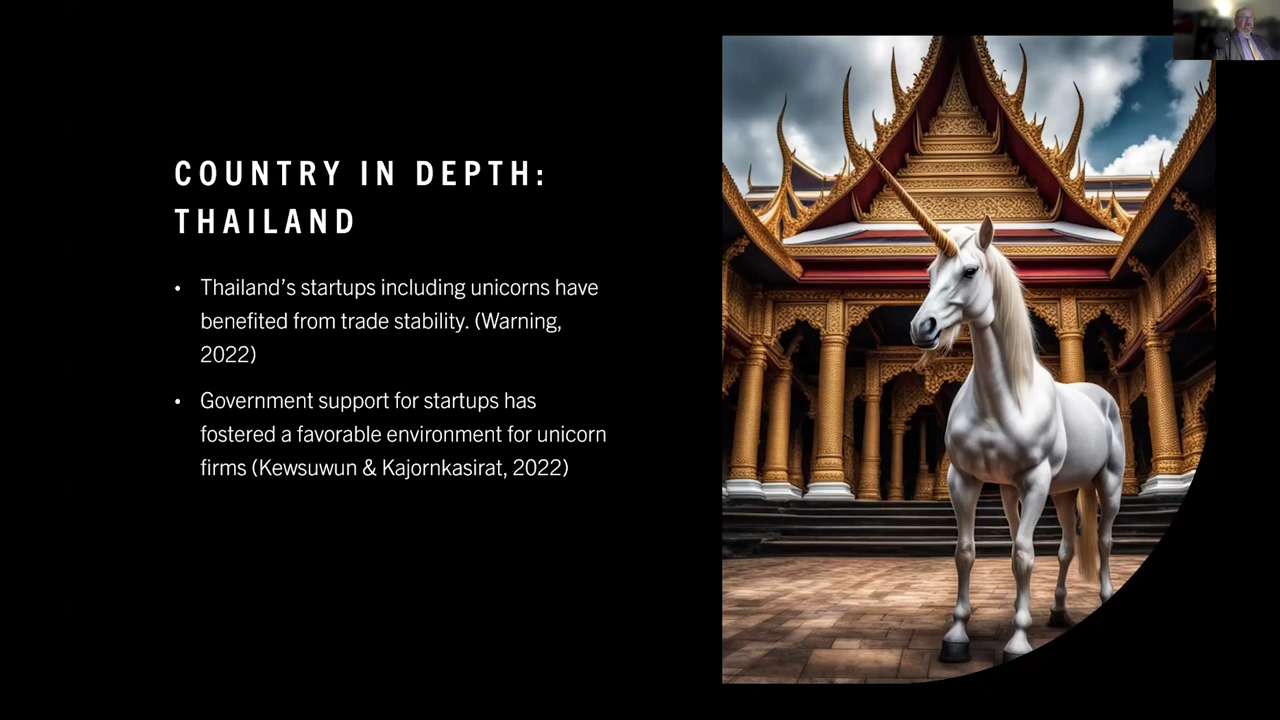 COUNTRY IN DEPTH:
THAILAND
• Thailand’s startups including unicorns have
benefited from trade stability. (Warning,
2022)
• Government support for startups has
fostered a favorable environment for unicorn
firms (Kewsuwun & Kajornkasirat, 2022)